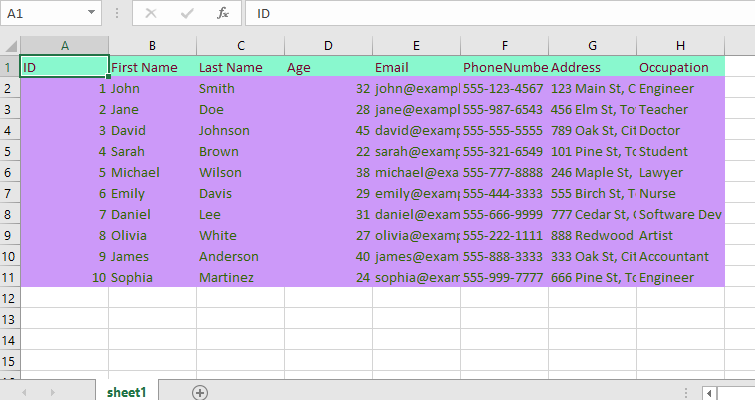 A1 fx ID
A B C D E F G H
1 ID First Name Last Name Age Email PhoneNumbe Address Occupation
2 1 John Smith 32 john@exampl 555-123-4567 123 Main St, C Engineer
3 2 Jane Doe 28 jane@exampl 555-987-6543 456 Elm St, To Teacher
4 3 David Johnson 45 david@examp 555-555-5555 789 Oak St, Cit Doctor
5 4 Sarah Brown 22 sarah@examp 555-321-6549 101 Pine St, To Student
6 5 Michael Wilson 38 michael@exa 555-777-8888 246 Maple St, Lawyer
7 6 Emily Davis 29 emily@examp 555-444-3333 555 Birch St, T Nurse
8 7 Daniel Lee 31 daniel@exam 555-666-9999 777 Cedar St, Software Dev
9 8 Olivia White 27 olivia@examp 555-222-1111 888 Redwood Artist
10 9 James Anderson 40 james@exam 555-888-3333 333 Oak St, Cit Accountant
11 10 Sophia Martinez 24 sophia@exam 555-999-7777 666 Pine St, To Engineer
12
13
14
15
sheet1